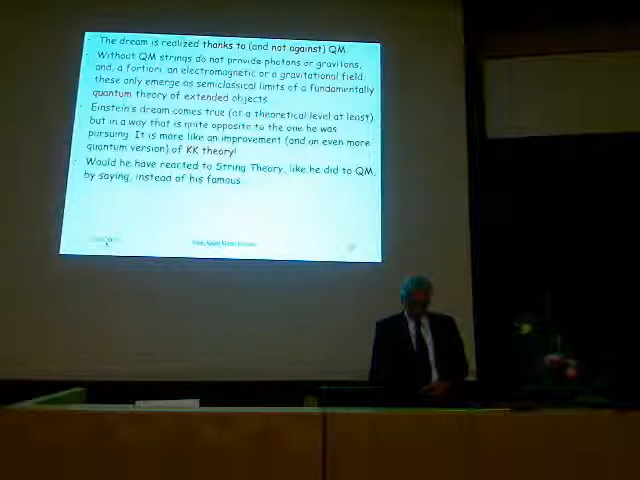 - The dream is realized thanks to (and not against) QM
- Without QM strings do not provide photons or gravitons,
and, a fortiori, an electromagnetic or a gravitational field
these only emerge as semiclassical limits of a fundamentally
quantum theory of extended objects
- Einstein's dream comes true (at a theoretical level at least)
but in a way that is quite opposite to the one he was
pursuing. It is more like an improvement (and an even more
quantum version) of KK theory!
- Would he have reacted to String Theory, like he did to QM,
by saying, instead of his famous